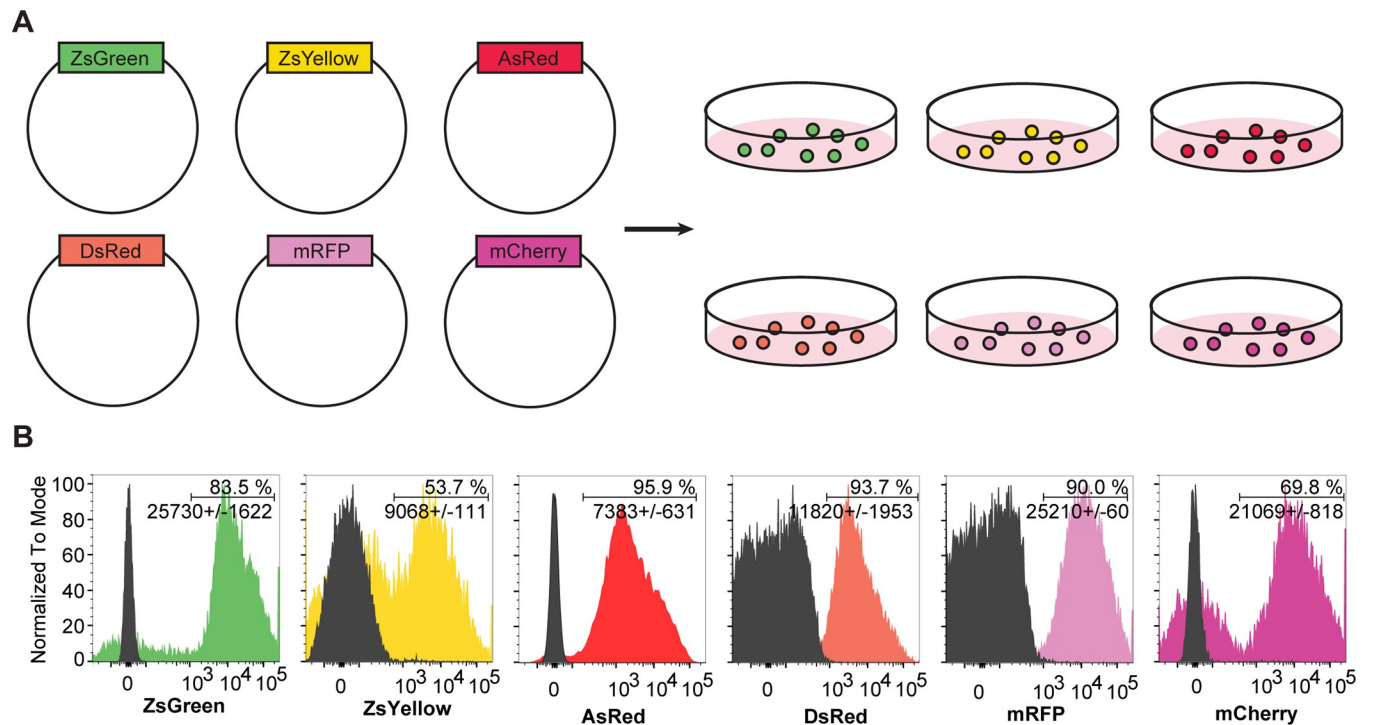 A
ZsGreen
ZsYellow
AsRed
DsRed
mRFP
mCherry
B
Normalized To Mode
100
80
60
40
20
0
83.5 %
25730+/-1622
0 10³ 10⁴ 10⁵
ZsGreen
53.7 %
9068+/-111
0 10³ 10⁴ 10⁵
ZsYellow
95.9 %
7383+/-631
0 10³ 10⁴ 10⁵
AsRed
93.7 %
11820+/-1953
0 10³ 10⁴ 10⁵
DsRed
90.0 %
25210+/-60
0 10³ 10⁴ 10⁵
mRFP
69.8 %
21069+/-818
0 10³ 10⁴ 10⁵
mCherry